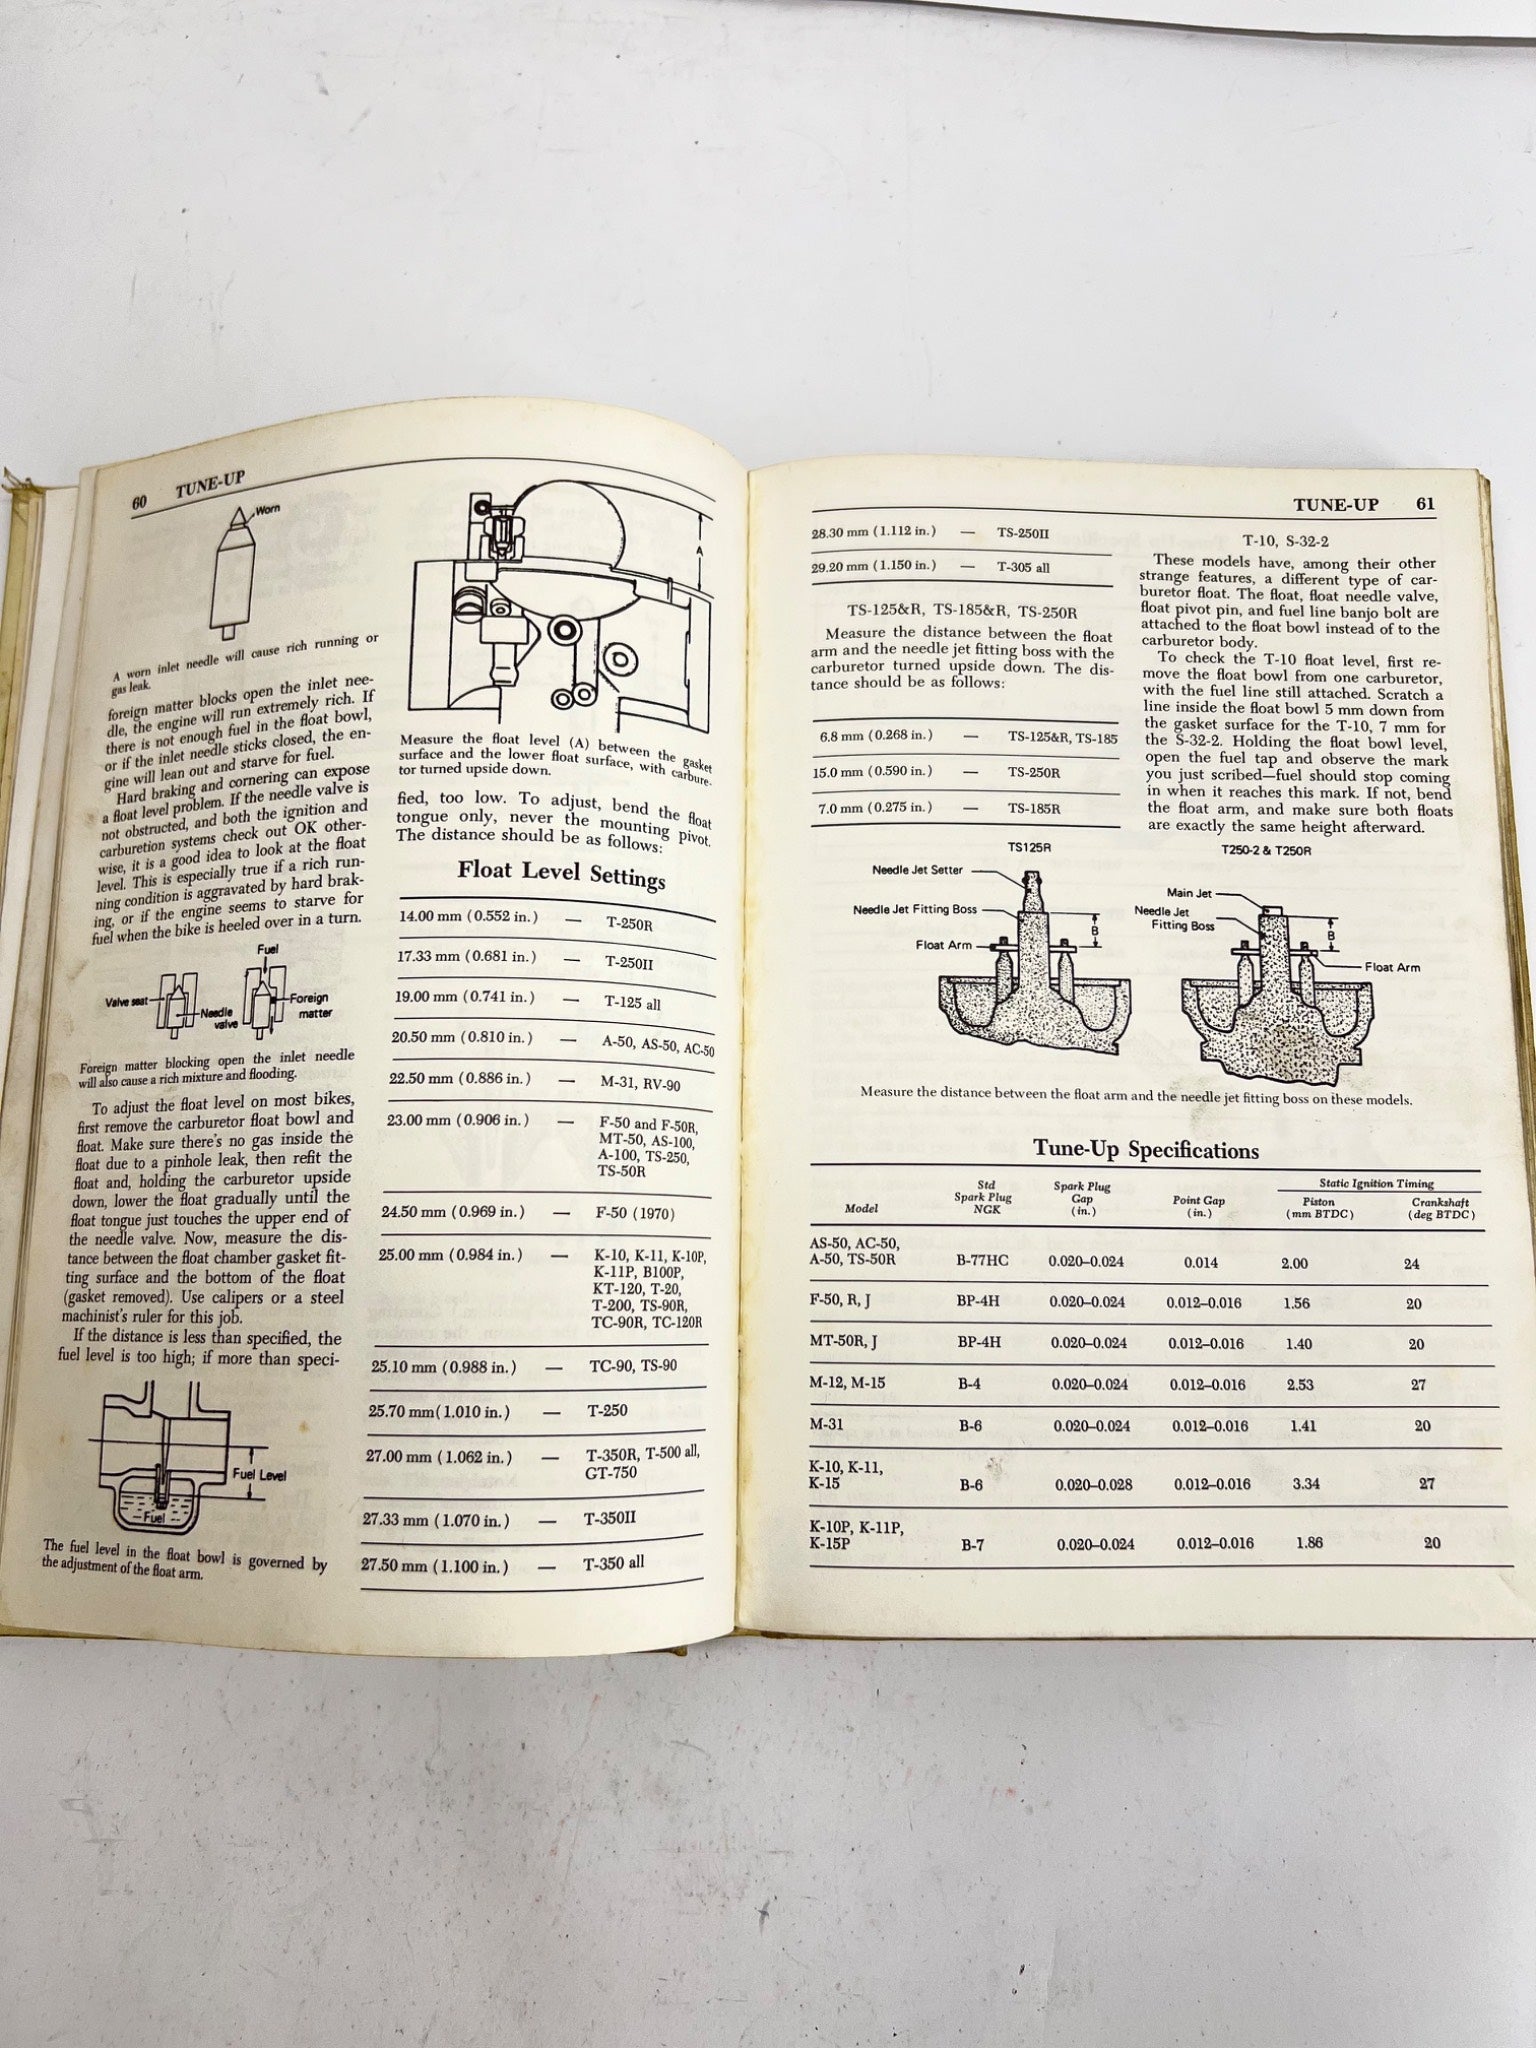 60 TUNE-UP
Worn
A worn inlet needle will cause rich running or
gas leak.
foreign matter blocks open the inlet nee-
dle, the engine will run extremely rich. If
there is not enough fuel in the float bowl,
or if the inlet needle sticks closed, the en-
gine will lean out and starve for fuel.
Hard braking and cornering can expose
a float level problem. If the needle valve is
not obstructed, and both the ignition and
carburetion systems check out OK other-
wise, it is a good idea to look at the float
level. This is especially true if a rich run-
ning condition is aggravated by hard brak-
ing, or if the engine seems to starve for
fuel when the bike is heeled over in a turn.
Fuel
Valve seat
Needle
valve
Foreign
matter
Foreign matter blocking open the inlet needle
will also cause a rich mixture and flooding.
To adjust the float level on most bikes,
first remove the carburetor float bowl and
float. Make sure there's no gas inside the
float due to a pinhole leak, then refit the
float and, holding the carburetor upside
down, lower the float gradually until the
float tongue just touches the upper end of
the needle valve. Now, measure the dis-
tance between the float chamber gasket fit-
ting surface and the bottom of the float
(gasket removed). Use calipers or a steel
machinist's ruler for this job.
If the distance is less than specified, the
fuel level is too high; if more than speci-
Fuel Level
Fuel
The fuel level in the float bowl is governed by
the adjustment of the float arm.
A
Measure the float level (A) between the gasket
surface and the lower float surface, with carbure-
tor turned upside down.
fied, too low. To adjust, bend the float
tongue only, never the mounting pivot.
The distance should be as follows:
Float Level Settings
14.00 mm (0.552 in.) — T-250R
17.33 mm (0.681 in.) — T-250II
19.00 mm (0.741 in.) — T-125 all
20.50 mm (0.810 in.) — A-50, AS-50, AC-50
22.50 mm (0.886 in.) — M-31, RV-90
23.00 mm (0.906 in.) — F-50 and F-50R,
MT-50, AS-100,
A-100, TS-250,
TS-50R
24.50 mm (0.969 in.) — F-50 (1970)
25.00 mm (0.984 in.) — K-10, K-11, K-10P,
K-11P, B100P,
KT-120, T-20,
T-200, TS-90R,
TC-90R, TC-120R
25.10 mm (0.988 in.) — TC-90, TS-90
25.70 mm(1.010 in.) — T-250
27.00 mm (1.062 in.) — T-350R, T-500 all,
GT-750
27.33 mm (1.070 in.) — T-350II
27.50 mm (1.100 in.) — T-350 all
TUNE-UP 61
28.30 mm (1.112 in.) — TS-250II
29.20 mm (1.150 in.) — T-305 all
TS-125&R, TS-185&R, TS-250R
Measure the distance between the float
arm and the needle jet fitting boss with the
carburetor turned upside down. The dis-
tance should be as follows:
6.8 mm (0.268 in.) — TS-125&R, TS-185
15.0 mm (0.590 in.) — TS-250R
7.0 mm (0.275 in.) — TS-185R
T-10, S-32-2
These models have, among their other
strange features, a different type of car-
buretor float. The float, float needle valve,
float pivot pin, and fuel line banjo bolt are
attached to the float bowl instead of to the
carburetor body.
To check the T-10 float level, first re-
move the float bowl from one carburetor,
with the fuel line still attached. Scratch a
line inside the float bowl 5 mm down from
the gasket surface for the T-10, 7 mm for
the S-32-2. Holding the float bowl level,
open the fuel tap and observe the mark
you just scribed—fuel should stop coming
in when it reaches this mark. If not, bend
the float arm, and make sure both floats
are exactly the same height afterward.
TS125R
Needle Jet Setter
Needle Jet Fitting Boss
Float Arm
B
T250-2 & T250R
Main Jet
Needle Jet
Fitting Boss
B
Float Arm
Measure the distance between the float arm and the needle jet fitting boss on these models.
Tune-Up Specifications
Model
Std
Spark Plug
NGK
Spark Plug
Gap
(in.)
Point Gap
(in.)
Static Ignition Timing
Piston
(mm BTDC)
Crankshaft
(deg BTDC)
AS-50, AC-50,
A-50, TS-50R B-77HC 0.020–0.024 0.014 2.00 24
F-50, R, J BP-4H 0.020–0.024 0.012–0.016 1.56 20
MT-50R, J BP-4H 0.020–0.024 0.012–0.016 1.40 20
M-12, M-15 B-4 0.020–0.024 0.012–0.016 2.53 27
M-31 B-6 0.020–0.024 0.012–0.016 1.41 20
K-10, K-11,
K-15 B-6 0.020–0.028 0.012–0.016 3.34 27
K-10P, K-11P,
K-15P B-7 0.020–0.024 0.012–0.016 1.86 20